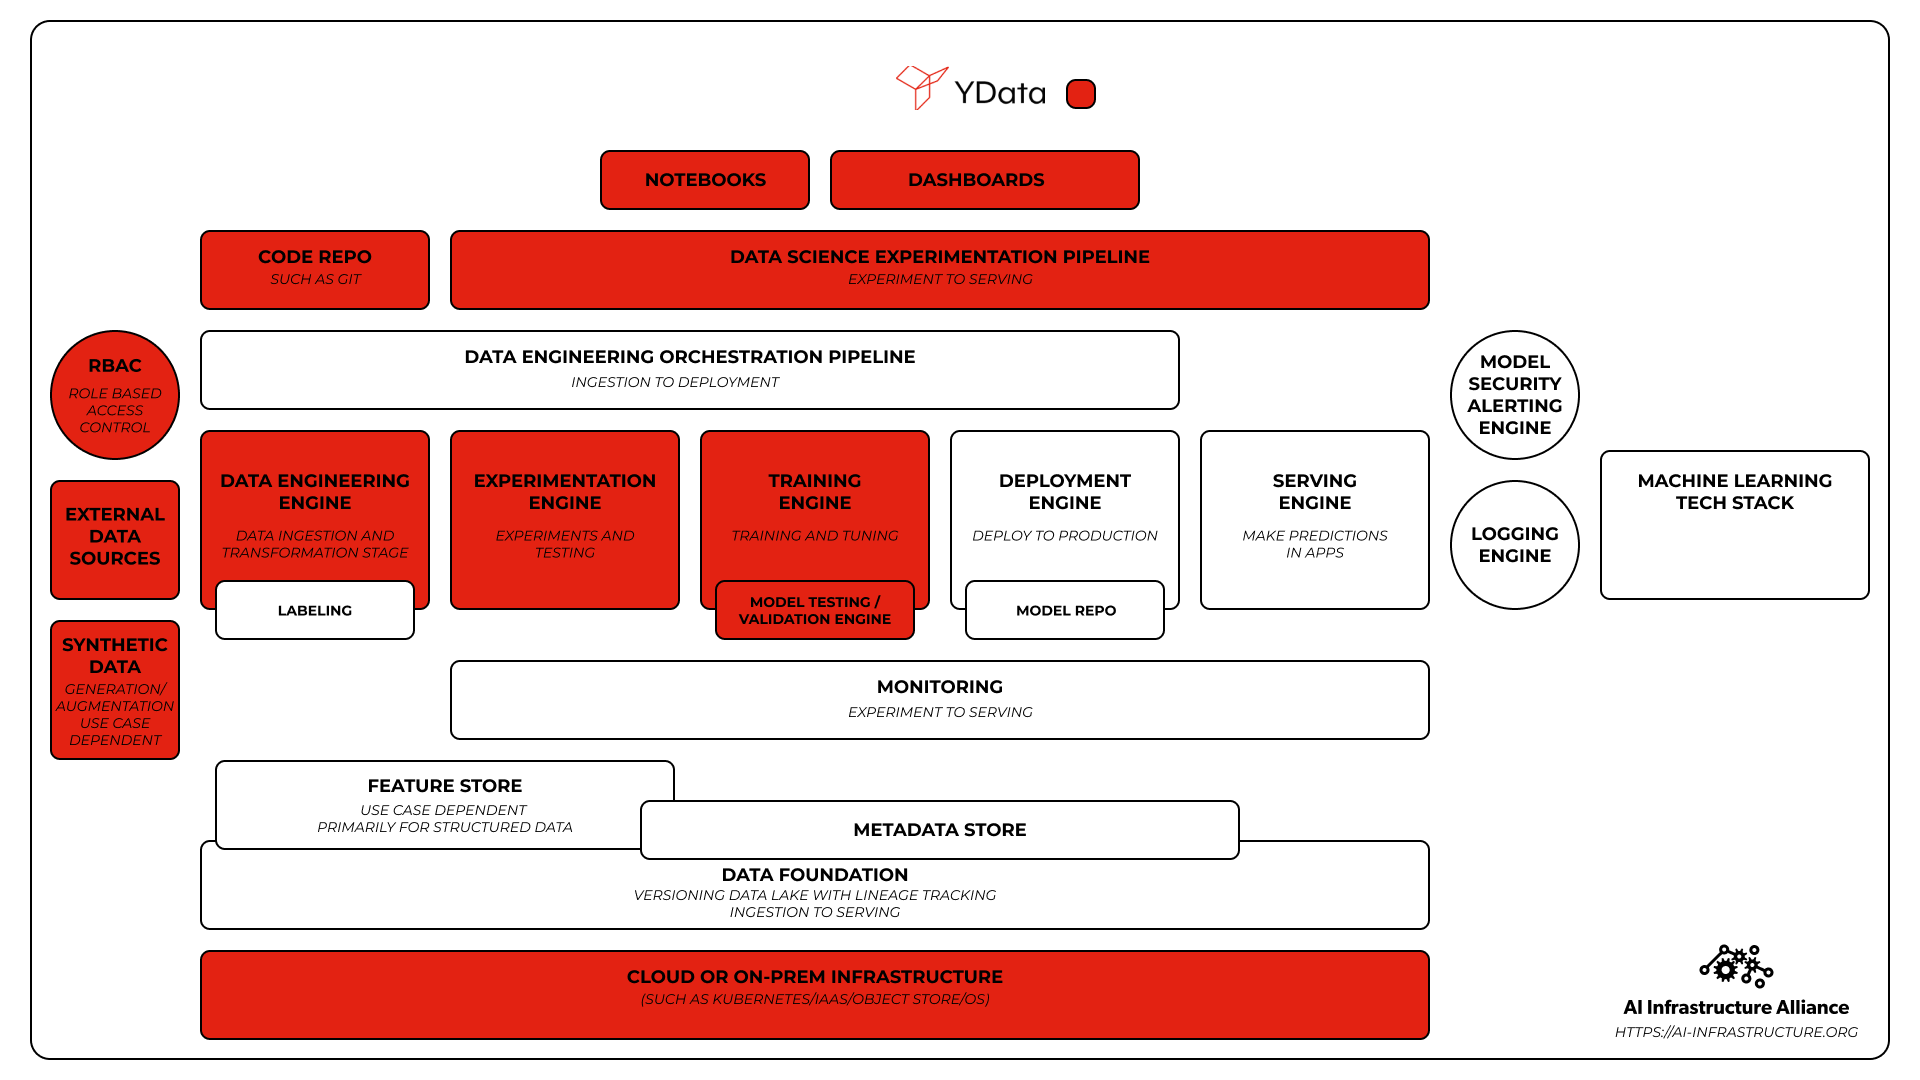 YData
NOTEBOOKS
DASHBOARDS
CODE REPO
SUCH AS GIT
DATA SCIENCE EXPERIMENTATION PIPELINE
EXPERIMENT TO SERVING
RBAC
ROLE BASED
ACCESS
CONTROL
DATA ENGINEERING ORCHESTRATION PIPELINE
INGESTION TO DEPLOYMENT
MODEL
SECURITY
ALERTING
ENGINE
EXTERNAL
DATA
SOURCES
DATA ENGINEERING
ENGINE
DATA INGESTION AND
TRANSFORMATION STAGE
LABELING
EXPERIMENTATION
ENGINE
EXPERIMENTS AND
TESTING
TRAINING
ENGINE
TRAINING AND TUNING
MODEL TESTING /
VALIDATION ENGINE
DEPLOYMENT
ENGINE
DEPLOY TO PRODUCTION
MODEL REPO
SERVING
ENGINE
MAKE PREDICTIONS
IN APPS
LOGGING
ENGINE
MACHINE LEARNING
TECH STACK
SYNTHETIC
DATA
GENERATION/
AUGMENTATION
USE CASE
DEPENDENT
MONITORING
EXPERIMENT TO SERVING
FEATURE STORE
USE CASE DEPENDENT
PRIMARILY FOR STRUCTURED DATA
METADATA STORE
DATA FOUNDATION
VERSIONING DATA LAKE WITH LINEAGE TRACKING
INGESTION TO SERVING
CLOUD OR ON-PREM INFRASTRUCTURE
(SUCH AS KUBERNETES/IAAS/OBJECT STORE/OS)
AI Infrastructure Alliance
HTTPS://AI-INFRASTRUCTURE.ORG